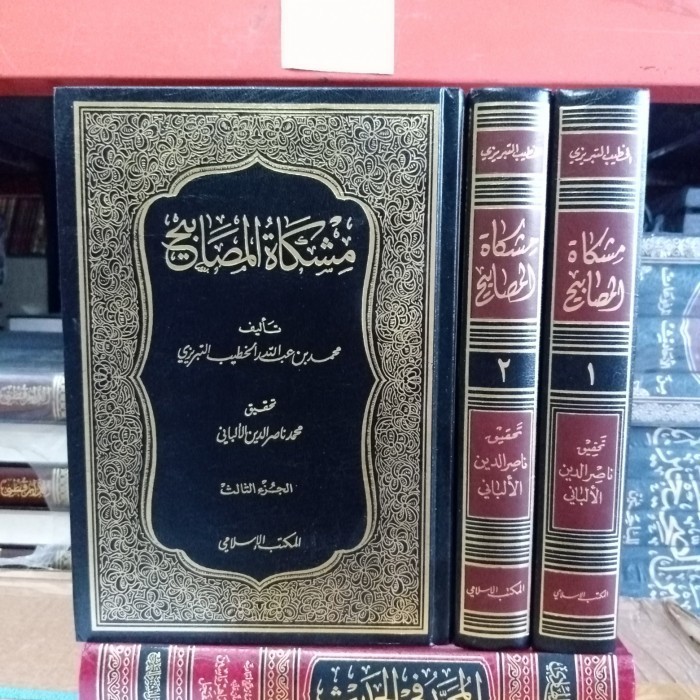 مشكاة المصابيح
تأليف
محمد بن عبد الله الخطيب التبريزي
تحقيق
محمد ناصر الدين الألباني
الجزء الثالث
المكتب الإسلامي
الخطيب التبريزي
مشكاة
المصابيح
٢
تحقيق
ناصر الدين
الألباني
المكتب الإسلامي
الخطيب التبريزي
مشكاة
المصابيح
١
تحقيق
ناصر الدين
الألباني
المكتب الإسلامي